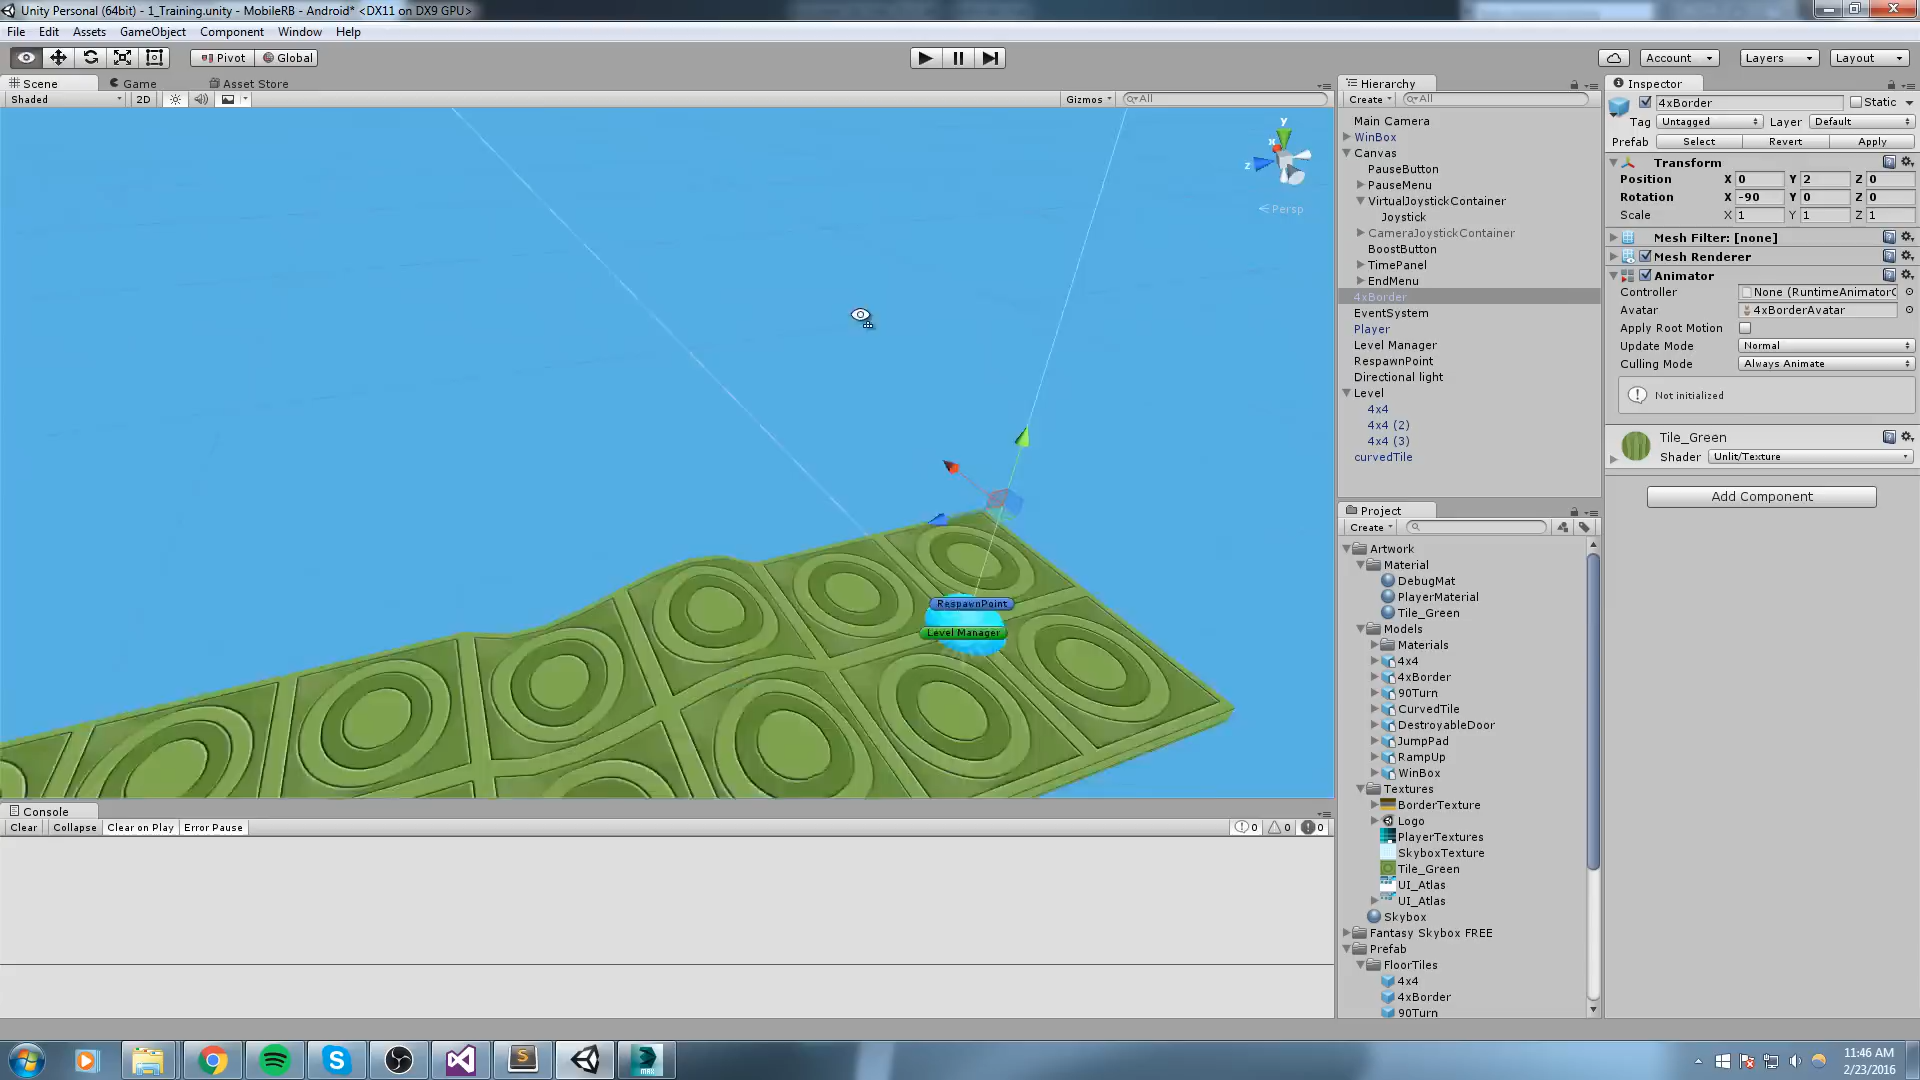 Unity Personal (64bit) - 1_Training.unity - MobileRB - Android* <DX11 on DX9 GPU>
File Edit Assets GameObject Component Window Help
Pivot Global Account Layers Layout
Scene Game Asset Store
Shaded 2D Gizmos All
y
x
z
Persp
RespawnPoint
Level Manager
Console
Clear Collapse Clear on Play Error Pause 0 0 0
Hierarchy
Create All
Main Camera
WinBox
Canvas
PauseButton
PauseMenu
VirtualJoystickContainer
Joystick
CameraJoystickContainer
BoostButton
TimePanel
EndMenu
4xBorder
EventSystem
Player
Level Manager
RespawnPoint
Directional light
Level
4x4
4x4 (2)
4x4 (3)
curvedTile
Project
Create
Artwork
Material
DebugMat
PlayerMaterial
Tile_Green
Models
Materials
4x4
4xBorder
90Turn
CurvedTile
DestroyableDoor
JumpPad
RampUp
WinBox
Textures
BorderTexture
Logo
PlayerTextures
SkyboxTexture
Tile_Green
UI_Atlas
UI_Atlas
Skybox
Fantasy Skybox FREE
Prefab
FloorTiles
4x4
4xBorder
90Turn
Inspector
4xBorder Static
Tag Untagged Layer Default
Prefab Select Revert Apply
Transform
Position X 0 Y 2 Z 0
Rotation X -90 Y 0 Z 0
Scale X 1 Y 1 Z 1
Mesh Filter: [none]
Mesh Renderer
Animator
Controller None (RuntimeAnimatorC
Avatar 4xBorderAvatar
Apply Root Motion
Update Mode Normal
Culling Mode Always Animate
Not initialized
Tile_Green
Shader Unlit/Texture
Add Component
11:46 AM
2/23/2016